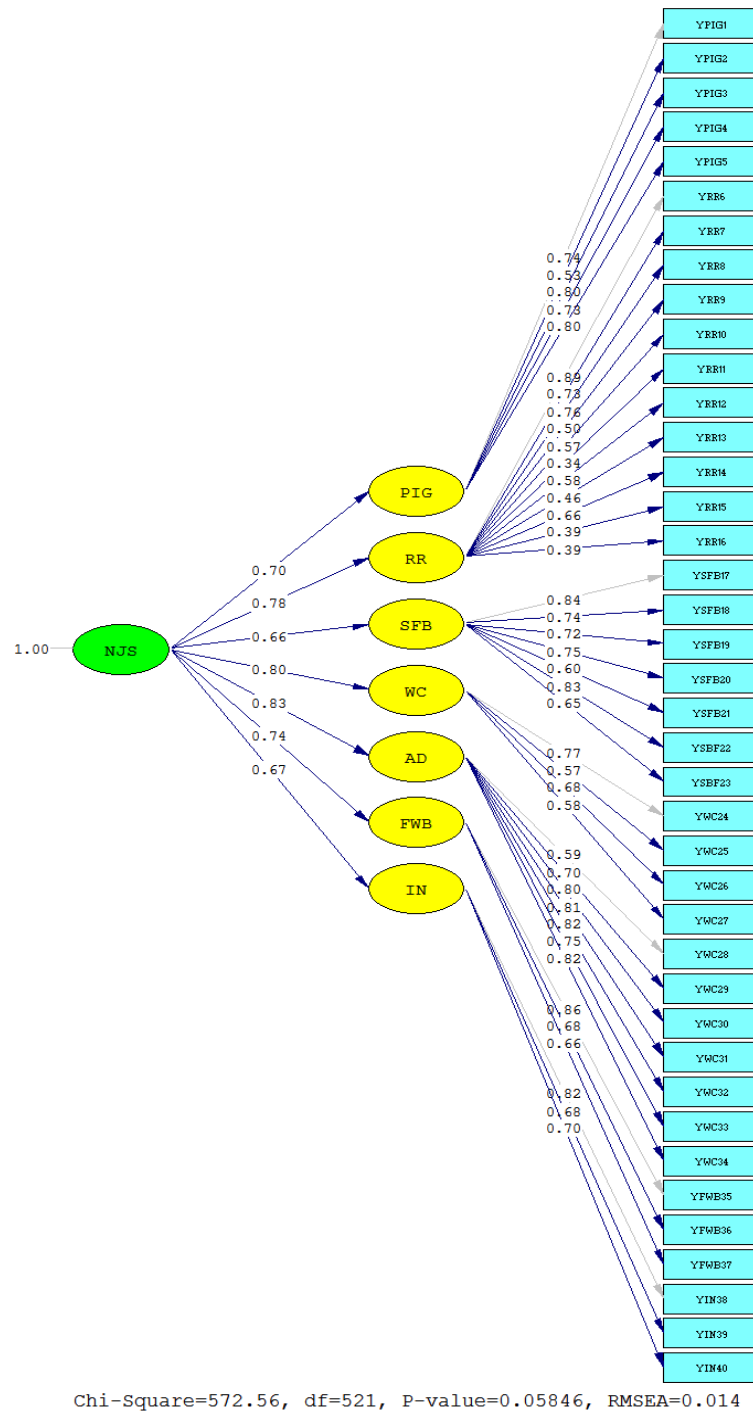 YPIG1
YPIG2
YPIG3
YPIG4
YPIG5
YRR6
YRR7
YRR8
YRR9
YRR10
YRR11
YRR12
YRR13
YRR14
YRR15
YRR16
YSFB17
YSFB18
YSFB19
YSFB20
YSFB21
YSBF22
YSBF23
YWC24
YWC25
YWC26
YWC27
YWC28
YWC29
YWC30
YWC31
YWC32
YWC33
YWC34
YFWB35
YFWB36
YFWB37
YIN38
YIN39
YIN40
0.74
0.53
0.80
0.73
0.80
0.89
0.73
0.76
0.50
0.57
0.34
0.58
0.46
0.66
0.39
0.39
0.84
0.74
0.72
0.75
0.60
0.83
0.65
0.77
0.57
0.68
0.58
0.59
0.70
0.80
0.81
0.82
0.75
0.82
0.86
0.68
0.66
0.82
0.68
0.70
PIG
RR
SFB
WC
AD
FWB
IN
0.70
0.78
0.66
0.80
0.83
0.74
0.67
1.00
NJS
Chi-Square=572.56, df=521, P-value=0.05846, RMSEA=0.014